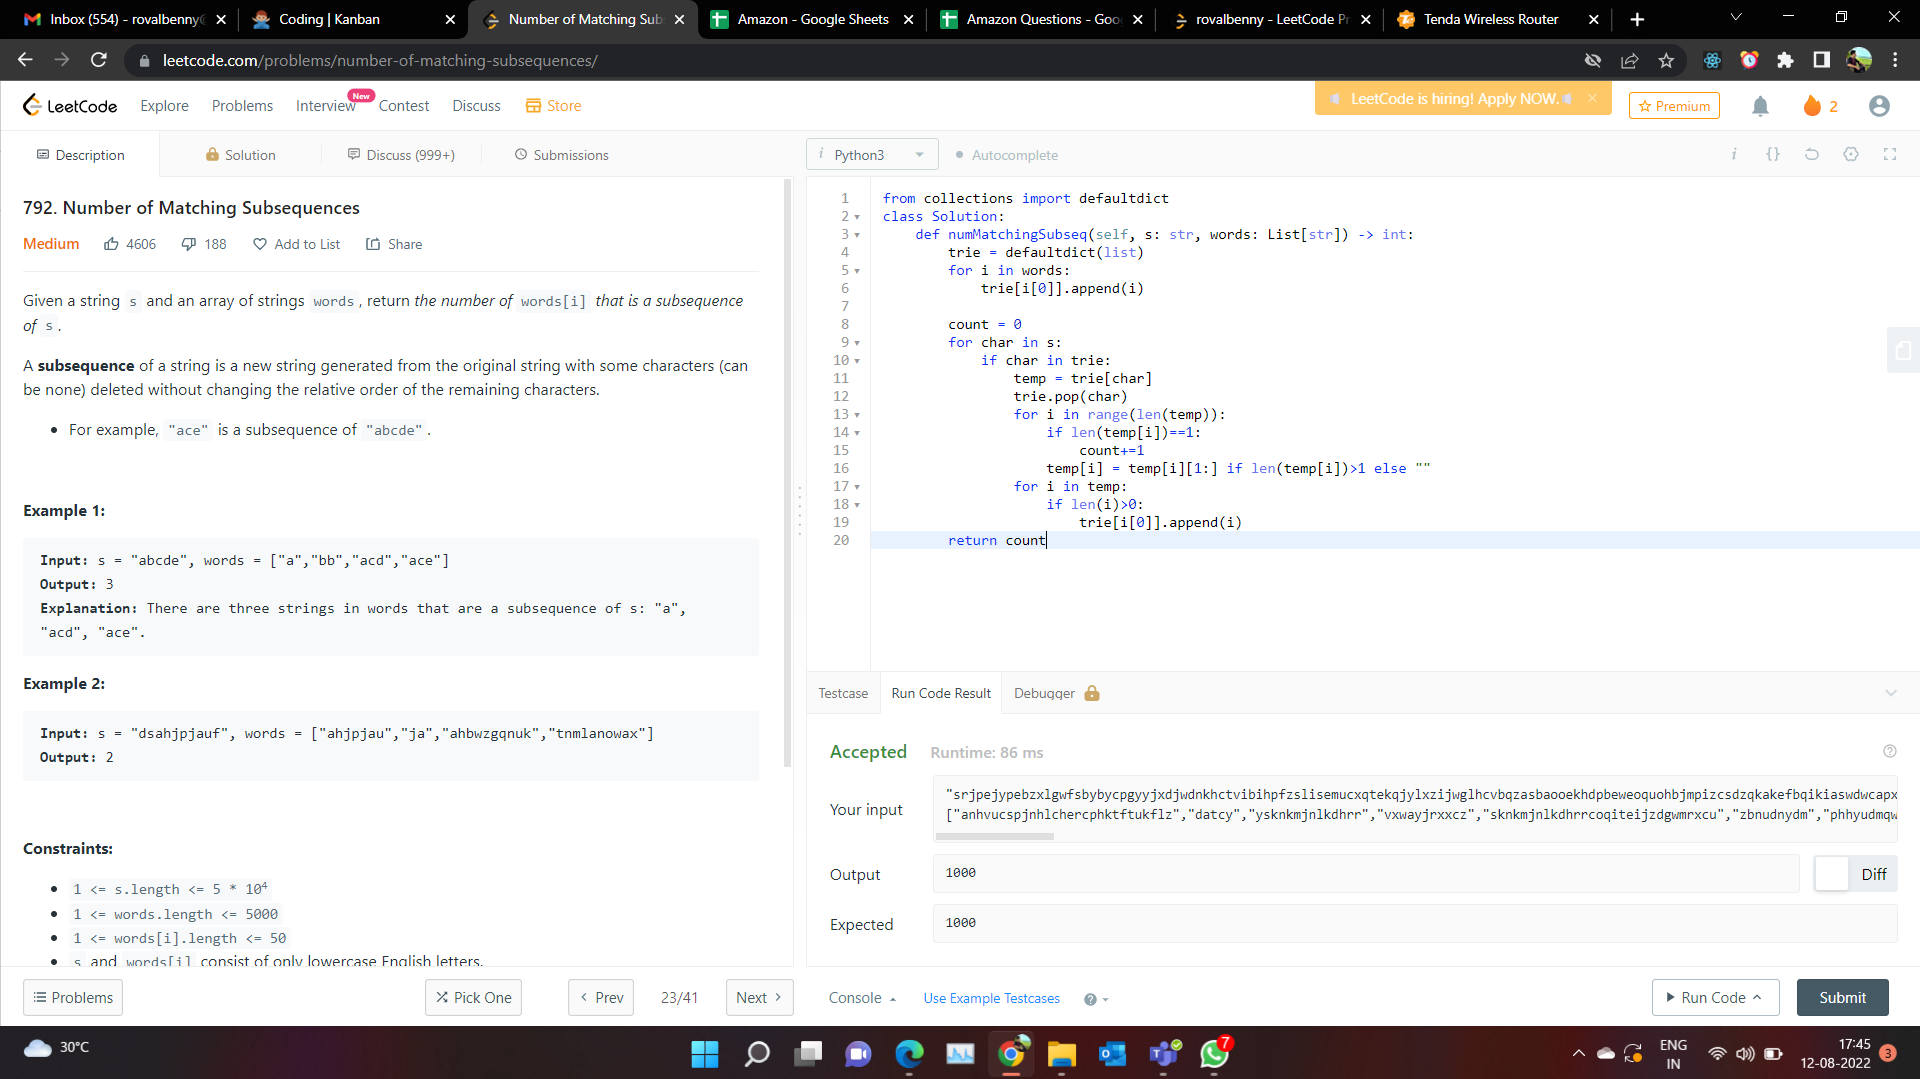 Inbox (554) - rovalbenny@
Coding | Kanban
Number of Matching Sub
Amazon - Google Sheets
Amazon Questions - Goo
rovalbenny - LeetCode Pr
Tenda Wireless Router
leetcode.com/problems/number-of-matching-subsequences/
LeetCode
Explore
Problems
Interview
New
Contest
Discuss
Store
LeetCode is hiring! Apply NOW.
Premium
2
Description
Solution
Discuss (999+)
Submissions
Python3
Autocomplete
792. Number of Matching Subsequences
Medium
4606
188
Add to List
Share
Given a string s and an array of strings words, return the number of words[i] that is a subsequence
of s.
A subsequence of a string is a new string generated from the original string with some characters (can
be none) deleted without changing the relative order of the remaining characters.
• For example, "ace" is a subsequence of "abcde".
Example 1:
Input: s = "abcde", words = ["a","bb","acd","ace"]
Output: 3
Explanation: There are three strings in words that are a subsequence of s: "a",
"acd", "ace".
Example 2:
Input: s = "dsahjpjauf", words = ["ahjpjau","ja","ahbwzgqnuk","tnmlanowax"]
Output: 2
Constraints:
• 1 <= s.length <= 5 * 10⁴
• 1 <= words.length <= 5000
• 1 <= words[i].length <= 50
• s and words[i] consist of only lowercase English letters.
Problems
Pick One
Prev
23/41
Next
1 from collections import defaultdict
2 class Solution:
3     def numMatchingSubseq(self, s: str, words: List[str]) -> int:
4         trie = defaultdict(list)
5         for i in words:
6             trie[i[0]].append(i)
7
8         count = 0
9         for char in s:
10             if char in trie:
11                 temp = trie[char]
12                 trie.pop(char)
13                 for i in range(len(temp)):
14                     if len(temp[i])==1:
15                         count+=1
16                     temp[i] = temp[i][1:] if len(temp[i])>1 else ""
17                 for i in temp:
18                     if len(i)>0:
19                         trie[i[0]].append(i)
20         return count
Testcase
Run Code Result
Debugger
Accepted
Runtime: 86 ms
Your input
"srjpejypebzxlgwfsbybycpgyyjxdjwdnkhctvibihpfzslisemucxqtekqjylxzijwglhcvbqzasbaooekhdpbeweoquohbjmpizcsdzqkakefbqikiaswdwcapx
["anhvucspjnhlchercphktftukflz","datcy","ysknkmjnlkdhrr","vxwayjrxxcz","sknkmjnlkdhrrcoqiteijzdgwmrxcu","zbnudnydm","phhyudmqw
Output
1000
Diff
Expected
1000
Console
Use Example Testcases
Run Code
Submit
30°C
7
ENG
IN
17:45
12-08-2022
3